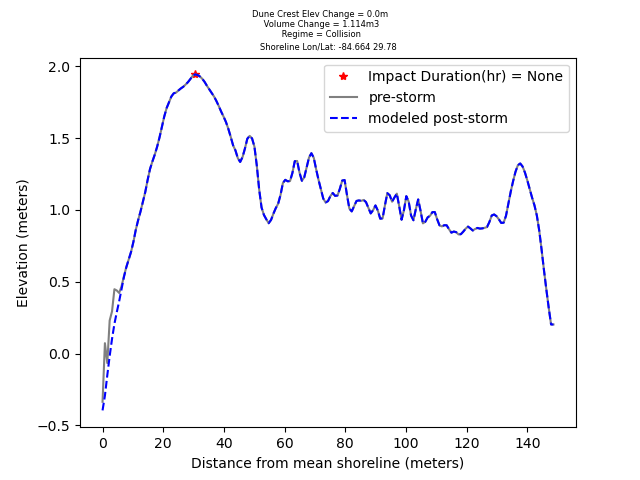 Dune Crest Elev Change = 0.0m
Volume Change = 1.114m3
Regime = Collision
Shoreline Lon/Lat: -84.664 29.78
Impact Duration(hr) = None
pre-storm
modeled post-storm
Elevation (meters)
2.0
1.5
1.0
0.5
0.0
−0.5
0 20 40 60 80 100 120 140
Distance from mean shoreline (meters)